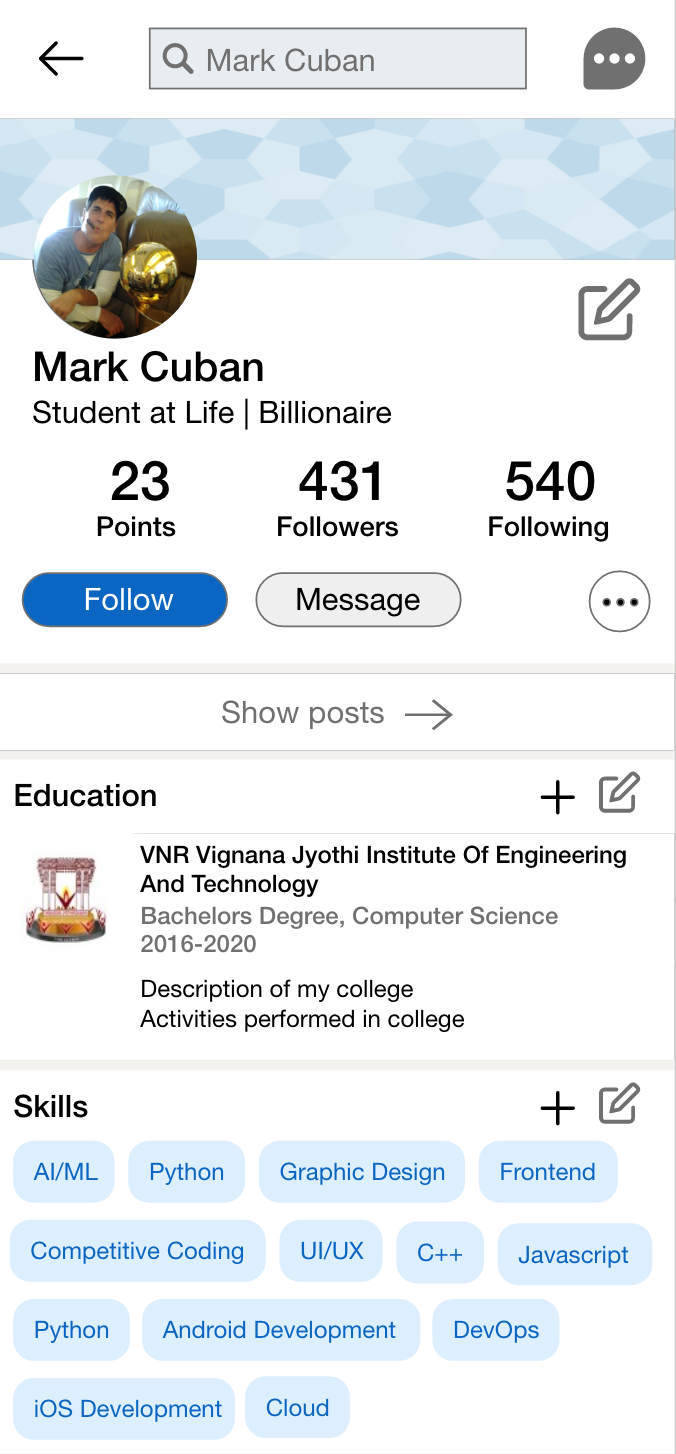 Mark Cuban
Mark Cuban
Student at Life | Billionaire
23 431 540
Points Followers Following
Follow Message
Show posts
Education
VNR Vignana Jyothi Institute Of Engineering
And Technology
Bachelors Degree, Computer Science
2016-2020
Description of my college
Activities performed in college
Skills
AI/ML Python Graphic Design Frontend
Competitive Coding UI/UX C++ Javascript
Python Android Development DevOps
iOS Development Cloud